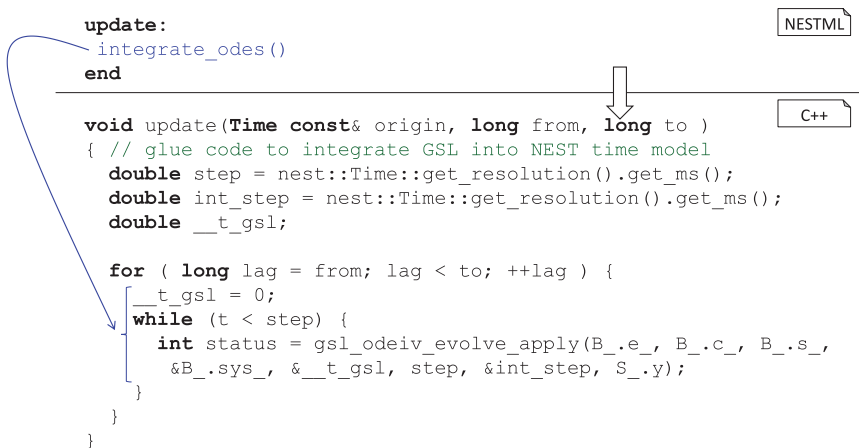 update:
NESTML
integrate_odes()
end
C++
void update(Time const& origin, long from, long to )
{ // glue code to integrate GSL into NEST time model
double step = nest::Time::get_resolution().get_ms();
double int_step = nest::Time::get_resolution().get_ms();
double __t_gsl;
for ( long lag = from; lag < to; ++lag ) {
__t_gsl = 0;
while (t < step) {
int status = gsl_odeiv_evolve_apply(B_.e_, B_.c_, B_.s_,
&B_.sys_, &__t_gsl, step, &int_step, S_.y);
}
}
}